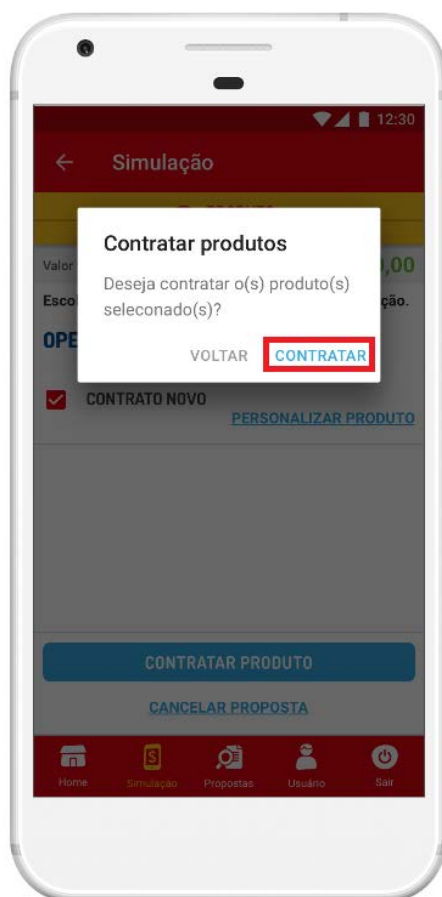 12:30
Simulação
Contratar produtos
Valor
,00
Deseja contratar o(s) produto(s)
Esco
ção.
seleconado(s)?
OPE
VOLTAR CONTRATAR
CONTRATO NOVO
PERSONALIZAR PRODUTO
CONTRATAR PRODUTO
CANCELAR PROPOSTA
Home Simulação Propostas Usuário Sair